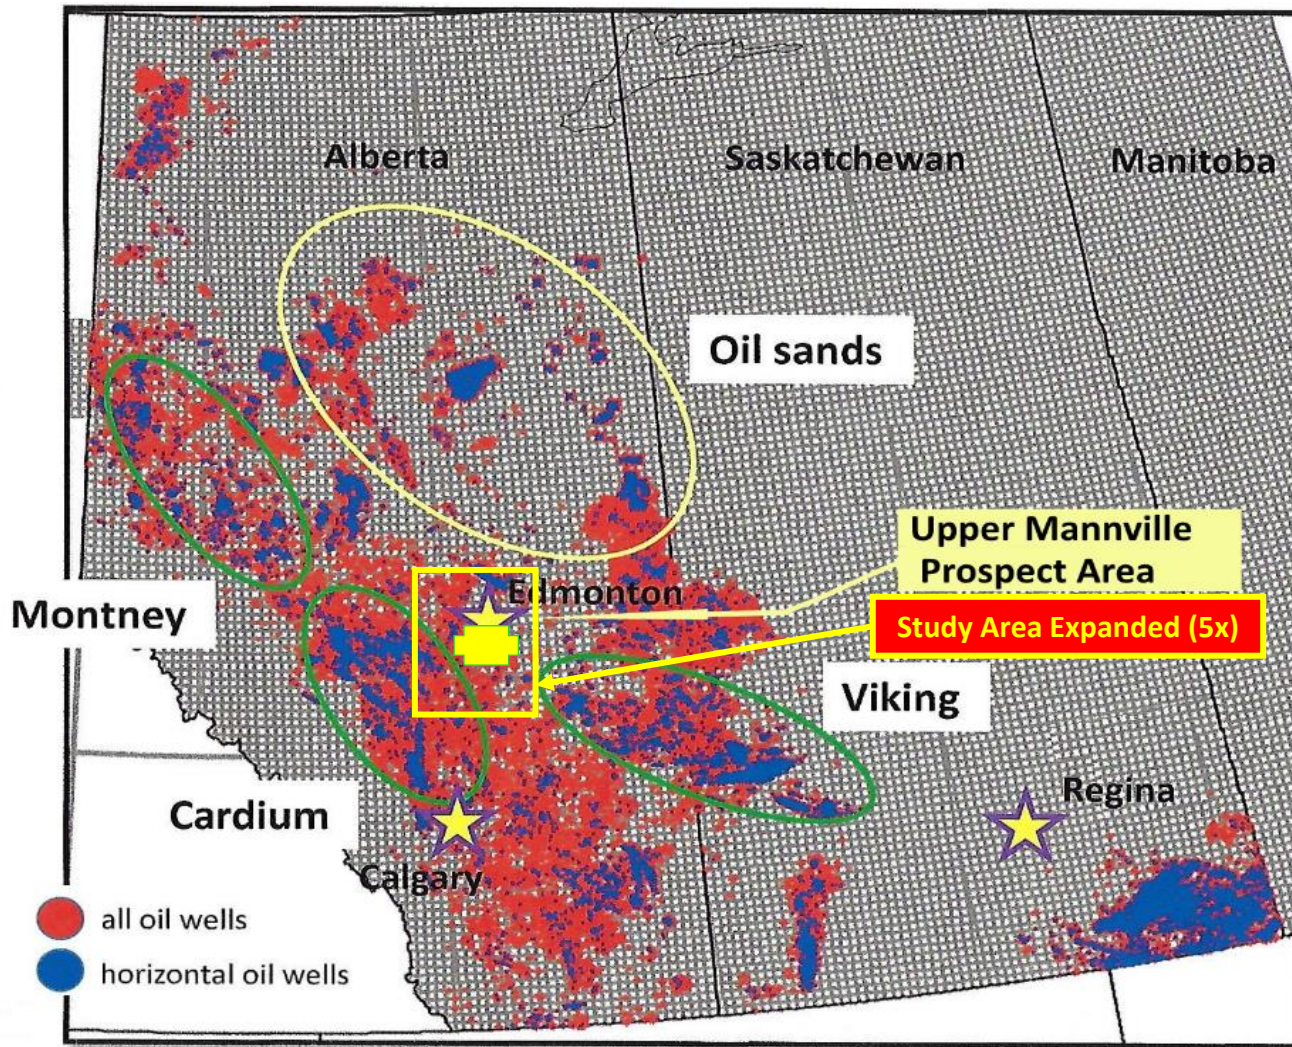 Alberta
Saskatchewan
Manitoba
Oil sands
Upper Mannville
Prospect Area
Edmonton
Study Area Expanded (5x)
Montney
Viking
Cardium
Regina
Calgary
all oil wells
horizontal oil wells